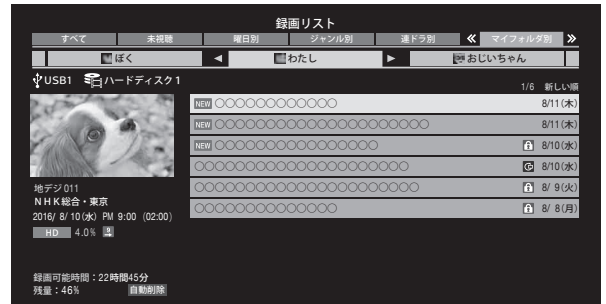 録画リスト
すべて 未視聴 曜日別 ジャンル別 連ドラ別 マイフォルダ別
ぼく わたし おじいちゃん
USB1 ハードディスク1
1/6 新しい順
NEW 〇〇〇〇〇〇〇〇〇〇〇〇 8/11(木)
NEW 〇〇〇〇〇〇〇〇〇〇〇〇〇〇〇〇〇〇〇〇〇 8/11(木)
NEW 〇〇〇〇〇〇〇〇〇〇〇〇〇〇〇〇 8/10(水)
〇〇〇〇〇〇〇〇〇〇〇〇〇〇〇〇〇〇〇〇〇 8/10(水)
〇〇〇〇〇〇〇〇〇〇〇〇〇〇〇〇〇〇〇〇〇〇 8/ 9(火)
〇〇〇〇〇〇〇〇〇〇〇〇〇〇 8/ 8(月)
地デジ011
NHK総合・東京
2016/ 8/ 10(水) PM 9:00 (02:00)
HD 4.0%
録画可能時間：22時間45分
残量：46% 自動削除